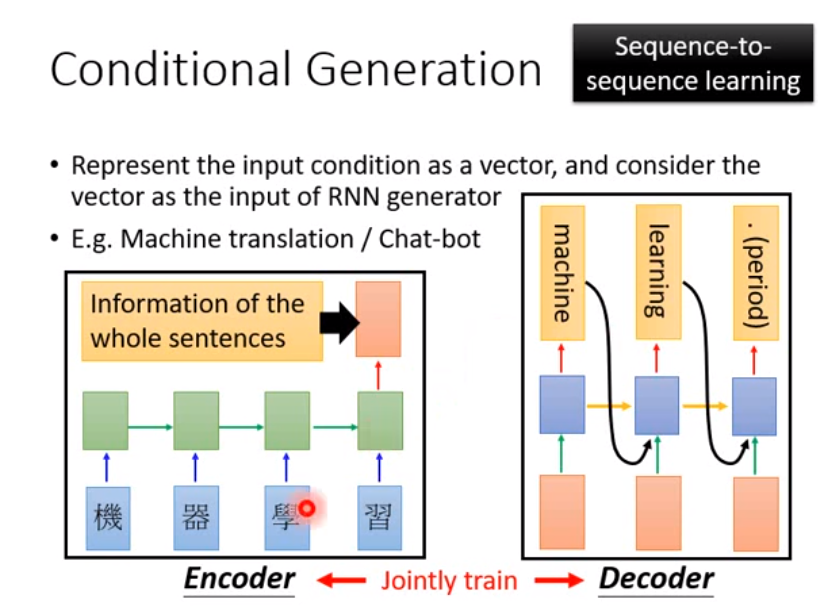 Conditional Generation
Sequence-to-
sequence learning
• Represent the input condition as a vector, and consider the
vector as the input of RNN generator
• E.g. Machine translation / Chat-bot
Information of the
whole sentences
機 器 學 習
machine
learning
. (period)
Encoder
Jointly train
Decoder